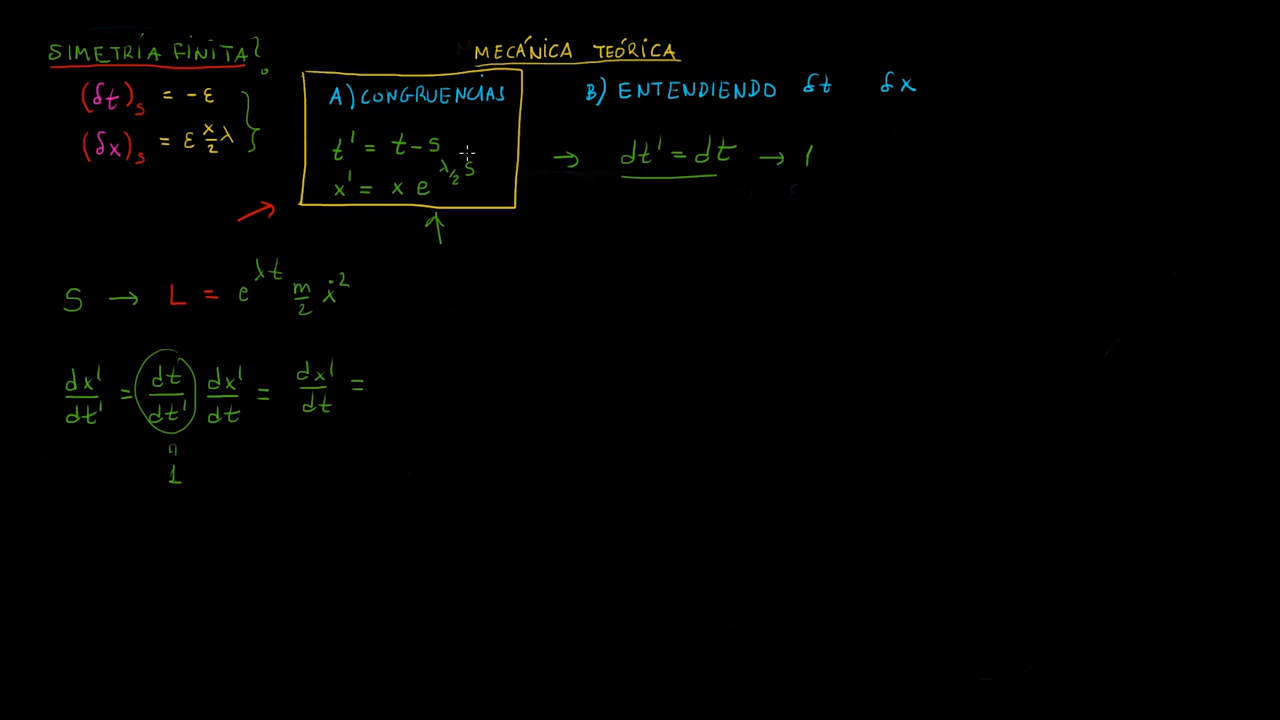 SIMETRÍA FINITA?
MECÁNICA TEÓRICA
(δt)ₛ = -ε
(δx)ₛ = ε x/2 λ
A) CONGRUENCIAS
t' = t - s
x' = x e^(λ/2 s)
B) ENTENDIENDO δt δx
→ dt' = dt →
S → L = e^(λt) m/2 ẋ²
dx'/dt' = dt/dt' dx'/dt = dx'/dt =
"
1